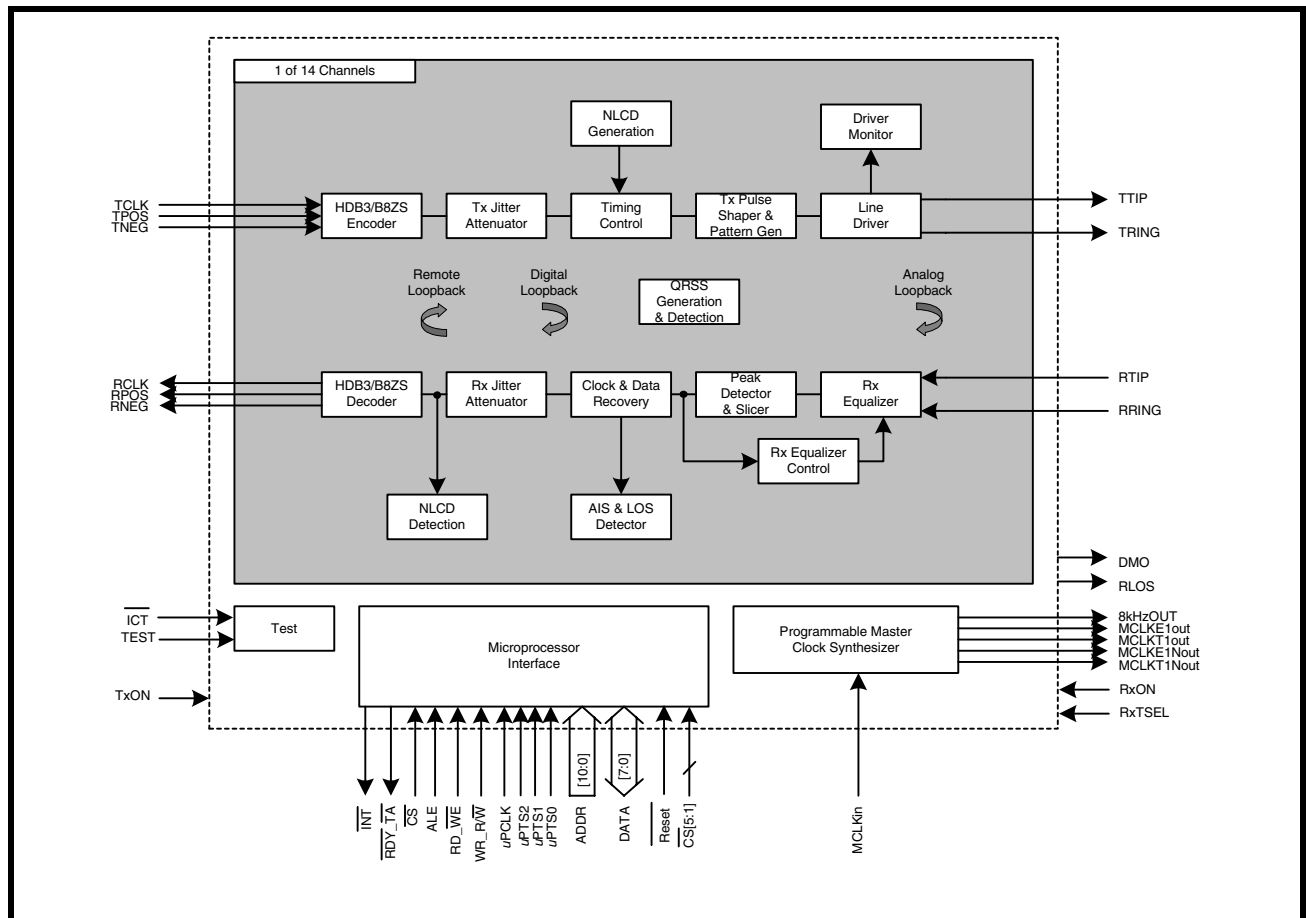 1 of 14 Channels
NLCD
Generation
Driver
Monitor
TCLK
TPOS
TNEG
HDB3/B8ZS
Encoder
Tx Jitter
Attenuator
Timing
Control
Tx Pulse
Shaper &
Pattern Gen
Line
Driver
TTIP
TRING
Remote
Loopback
Digital
Loopback
QRSS
Generation
& Detection
Analog
Loopback
RCLK
RPOS
RNEG
HDB3/B8ZS
Decoder
Rx Jitter
Attenuator
Clock & Data
Recovery
Peak
Detector
& Slicer
Rx
Equalizer
RTIP
RRING
Rx Equalizer
Control
NLCD
Detection
AIS & LOS
Detector
DMO
RLOS
ICT
TEST
Test
Microprocessor
Interface
Programmable Master
Clock Synthesizer
8kHzOUT
MCLKE1out
MCLKT1out
MCLKE1Nout
MCLKT1Nout
TxON
RxON
RxTSEL
[10:0]
[7:0]
INT
RDY_TA
CS
ALE
RD_WE
WR_R/W
uPCLK
uPTS2
uPTS1
uPTS0
ADDR
DATA
Reset
CS[5:1]
MCLKin